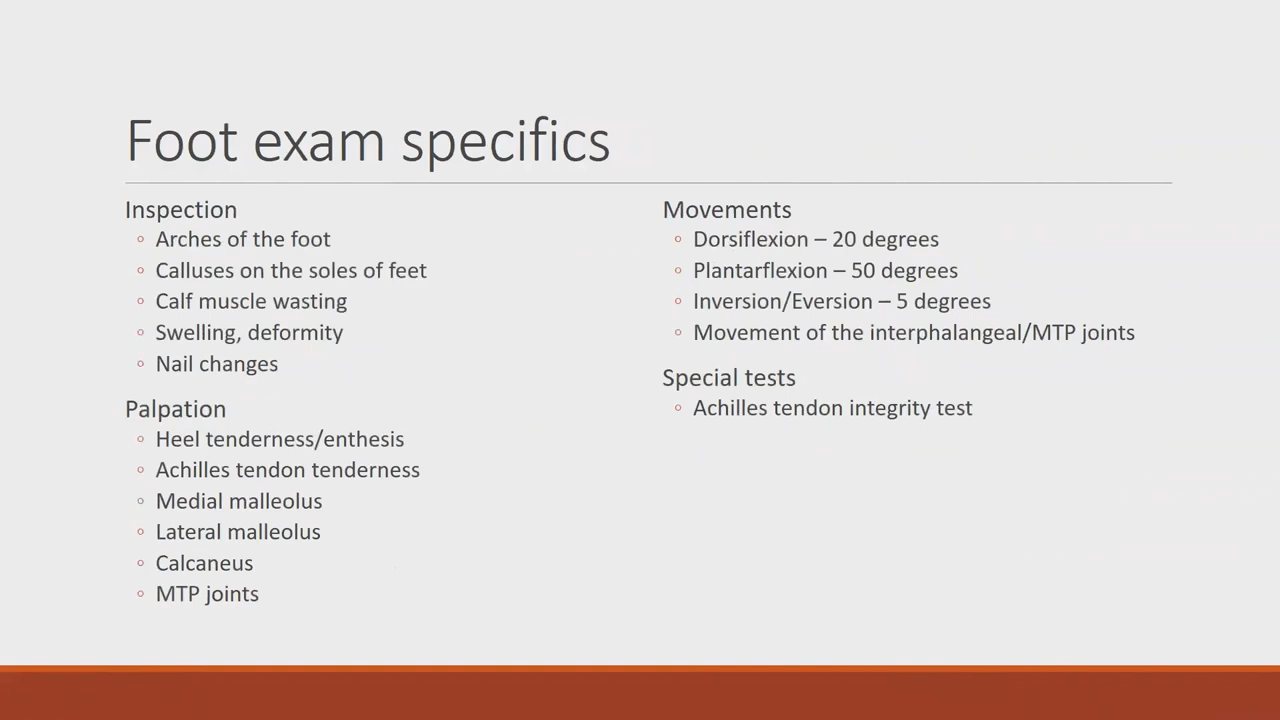 Foot exam specifics
Inspection
◦ Arches of the foot
◦ Calluses on the soles of feet
◦ Calf muscle wasting
◦ Swelling, deformity
◦ Nail changes
Palpation
◦ Heel tenderness/enthesis
◦ Achilles tendon tenderness
◦ Medial malleolus
◦ Lateral malleolus
◦ Calcaneus
◦ MTP joints
Movements
◦ Dorsiflexion – 20 degrees
◦ Plantarflexion – 50 degrees
◦ Inversion/Eversion – 5 degrees
◦ Movement of the interphalangeal/MTP joints
Special tests
◦ Achilles tendon integrity test